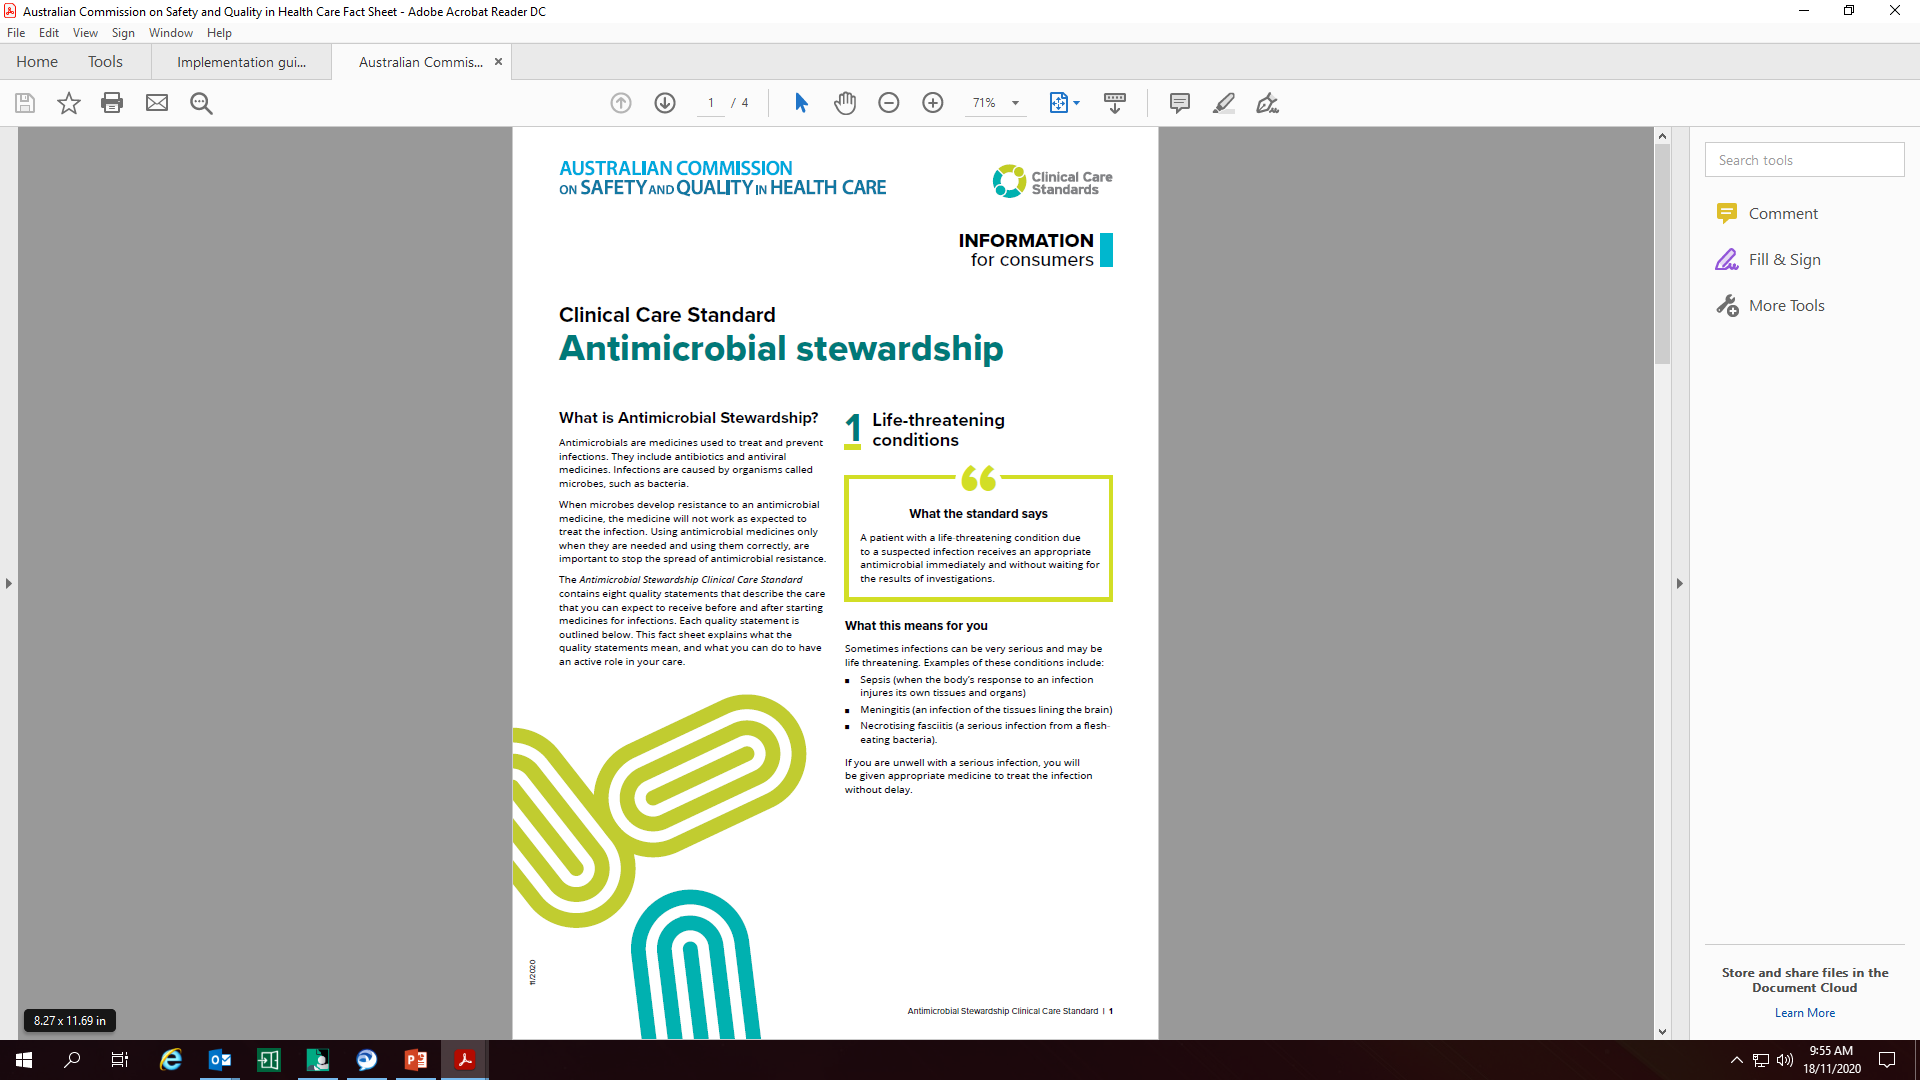 Australian Commission on Safety and Quality in Health Care Fact Sheet - Adobe Acrobat Reader DC
File Edit View Sign Window Help
Home Tools Implementation gui... Australian Commis...
1 / 4 71%
AUSTRALIAN COMMISSION
ON SAFETY AND QUALITY IN HEALTH CARE
Clinical Care
Standards
INFORMATION
for consumers
Clinical Care Standard
Antimicrobial stewardship
What is Antimicrobial Stewardship?
Antimicrobials are medicines used to treat and prevent
infections. They include antibiotics and antiviral
medicines. Infections are caused by organisms called
microbes, such as bacteria.
When microbes develop resistance to an antimicrobial
medicine, the medicine will not work as expected to
treat the infection. Using antimicrobial medicines only
when they are needed and using them correctly, are
important to stop the spread of antimicrobial resistance.
The Antimicrobial Stewardship Clinical Care Standard
contains eight quality statements that describe the care
that you can expect to receive before and after starting
medicines for infections. Each quality statement is
outlined below. This fact sheet explains what the
quality statements mean, and what you can do to have
an active role in your care.
1 Life-threatening
conditions
What the standard says
A patient with a life-threatening condition due
to a suspected infection receives an appropriate
antimicrobial immediately and without waiting for
the results of investigations.
What this means for you
Sometimes infections can be very serious and may be
life threatening. Examples of these conditions include:
▪ Sepsis (when the body's response to an infection
injures its own tissues and organs)
▪ Meningitis (an infection of the tissues lining the brain)
▪ Necrotising fasciitis (a serious infection from a flesh-
eating bacteria).
If you are unwell with a serious infection, you will
be given appropriate medicine to treat the infection
without delay.
11/2020
Antimicrobial Stewardship Clinical Care Standard | 1
8.27 x 11.69 in
Search tools
Comment
Fill & Sign
More Tools
Store and share files in the
Document Cloud
Learn More
9:55 AM
18/11/2020